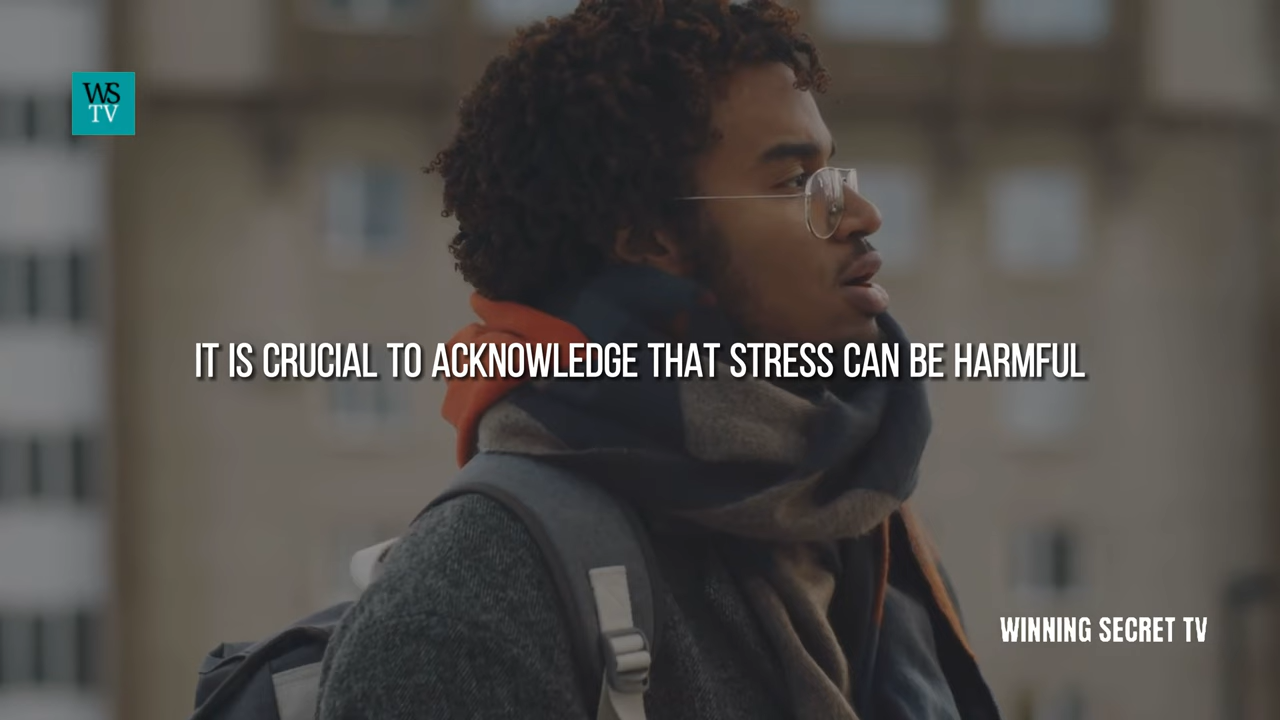 WS
TV
IT IS CRUCIAL TO ACKNOWLEDGE THAT STRESS CAN BE HARMFUL
WINNING SECRET TV